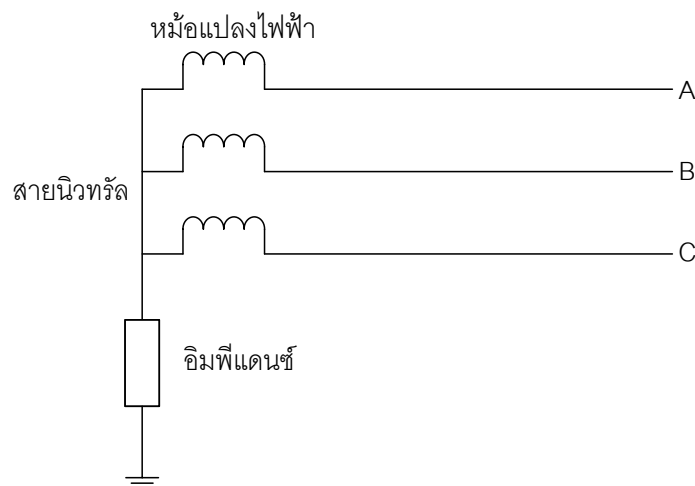 หม้อแปลงไฟฟ้า
A
B
สายนิวทรัล
C
อิมพีแดนซ์